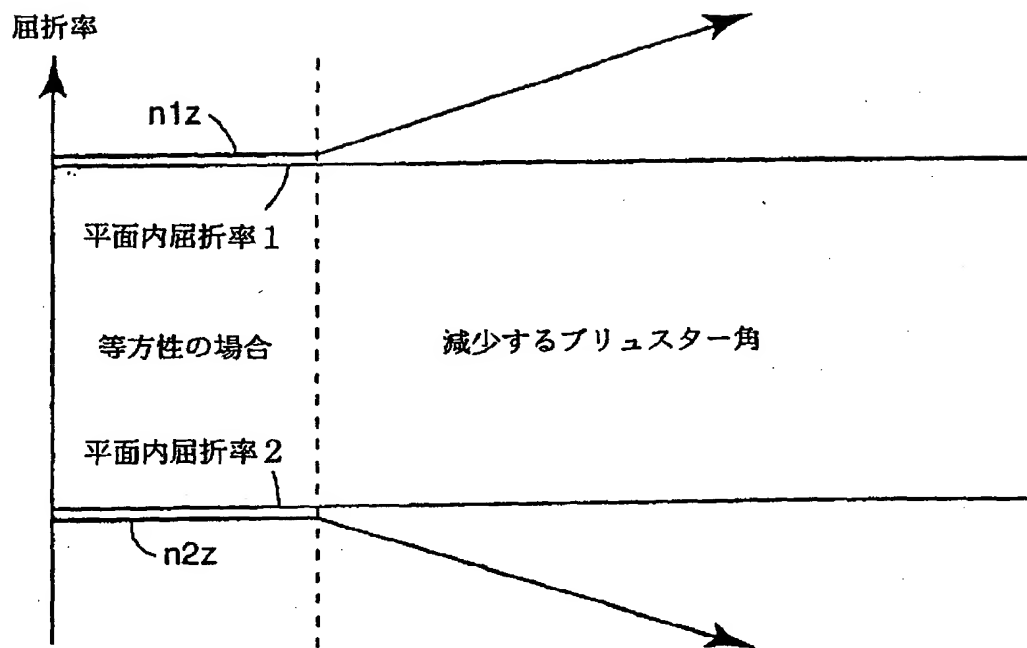 屈折率
n1z
平面内屈折率1
等方性の場合
減少するブリュスター角
平面内屈折率2
n2z